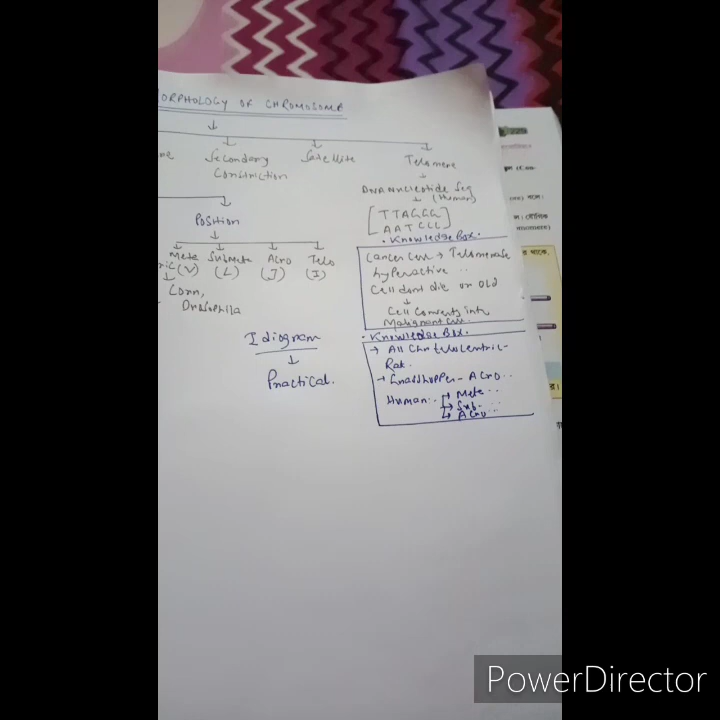 ORPHOLOGY OF CHROMOSOME
me Secondary Satellite Telomere
Constriction
DNA Nucleotide Seq
(Human)
TTAGGG
AATCCC
Position
Meta Submeta Acro Telo
ric (V) (L) (J) (I)
Corn,
Drosophila
Idiogram
Practical.
• Knowledge Box.
Cancer Cell → Telomerase
hyperactive ..
Cell dont die or old
Cell Converts into
Malignant Cell..
• Knowledge Box.
→ All Chr telocentric-
Rat.
→ Grasshopper - Acro..
Human:. Meta..
Sub...
Acro..
PowerDirector